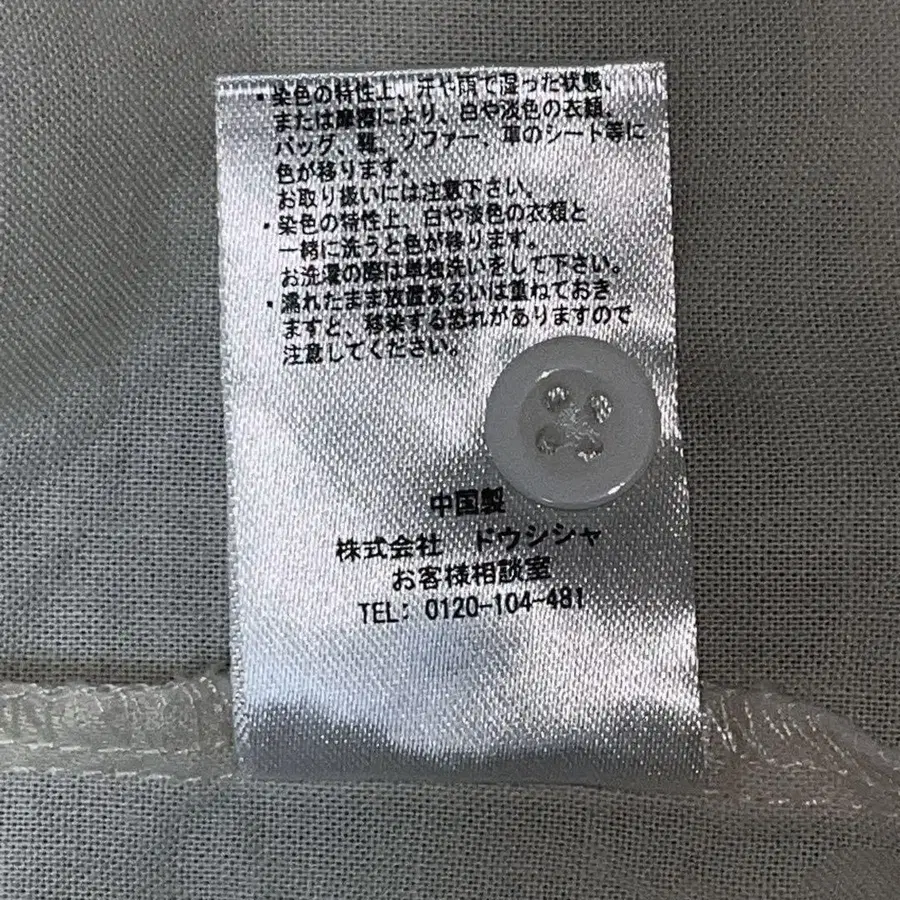 ・染色の特性上、汗や雨で湿った状態、
または摩擦により、白や淡色の衣類、
バッグ、靴、ソファー、車のシート等に
色が移ります。
お取り扱いには注意下さい、
・染色の特性上、白や淡色の衣類と
一緒に洗うと色が移ります。
お洗濯の際は単独洗いをして下さい。
・濡れたまま放置あるいは重ねておき
ますと、移染する恐れがありますので
注意してください。
中国製
株式会社 ドウシシャ
お客様相談室
TEL: 0120-104-481